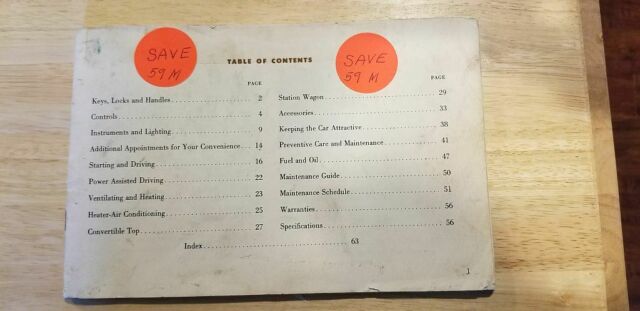 SAVE
59 M
TABLE OF CONTENTS
SAVE
59 M
PAGE
Keys, Locks and Handles 2
Controls 4
Instruments and Lighting 9
Additional Appointments for Your Convenience 14
Starting and Driving 16
Power Assisted Driving 22
Ventilating and Heating 23
Heater-Air Conditioning 25
Convertible Top 27
PAGE
Station Wagon 29
Accessories 33
Keeping the Car Attractive 38
Preventive Care and Maintenance 41
Fuel and Oil 47
Maintenance Guide 50
Maintenance Schedule 51
Warranties 56
Specifications 56
Index 63
1